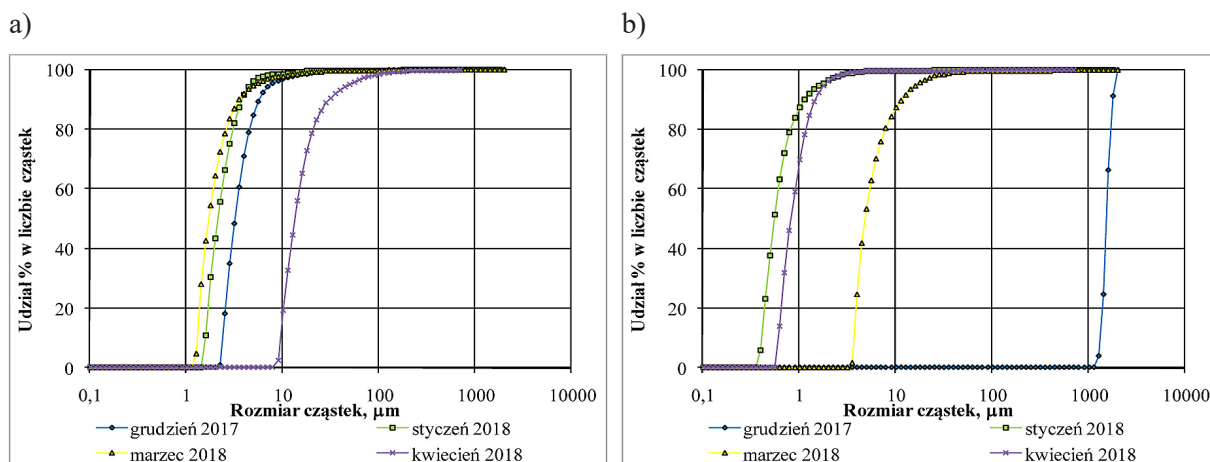 a)
100
80
60
40
20
0
Udział % w liczbie cząstek
0,1 1 10 100 1000 10000
Rozmiar cząstek, µm
grudzień 2017 styczeń 2018
marzec 2018 kwiecień 2018
b)
100
80
60
40
20
0
Udział % w liczbie cząstek
0,1 1 10 100 1000 10000
Rozmiar cząstek, µm
grudzień 2017 styczeń 2018
marzec 2018 kwiecień 2018